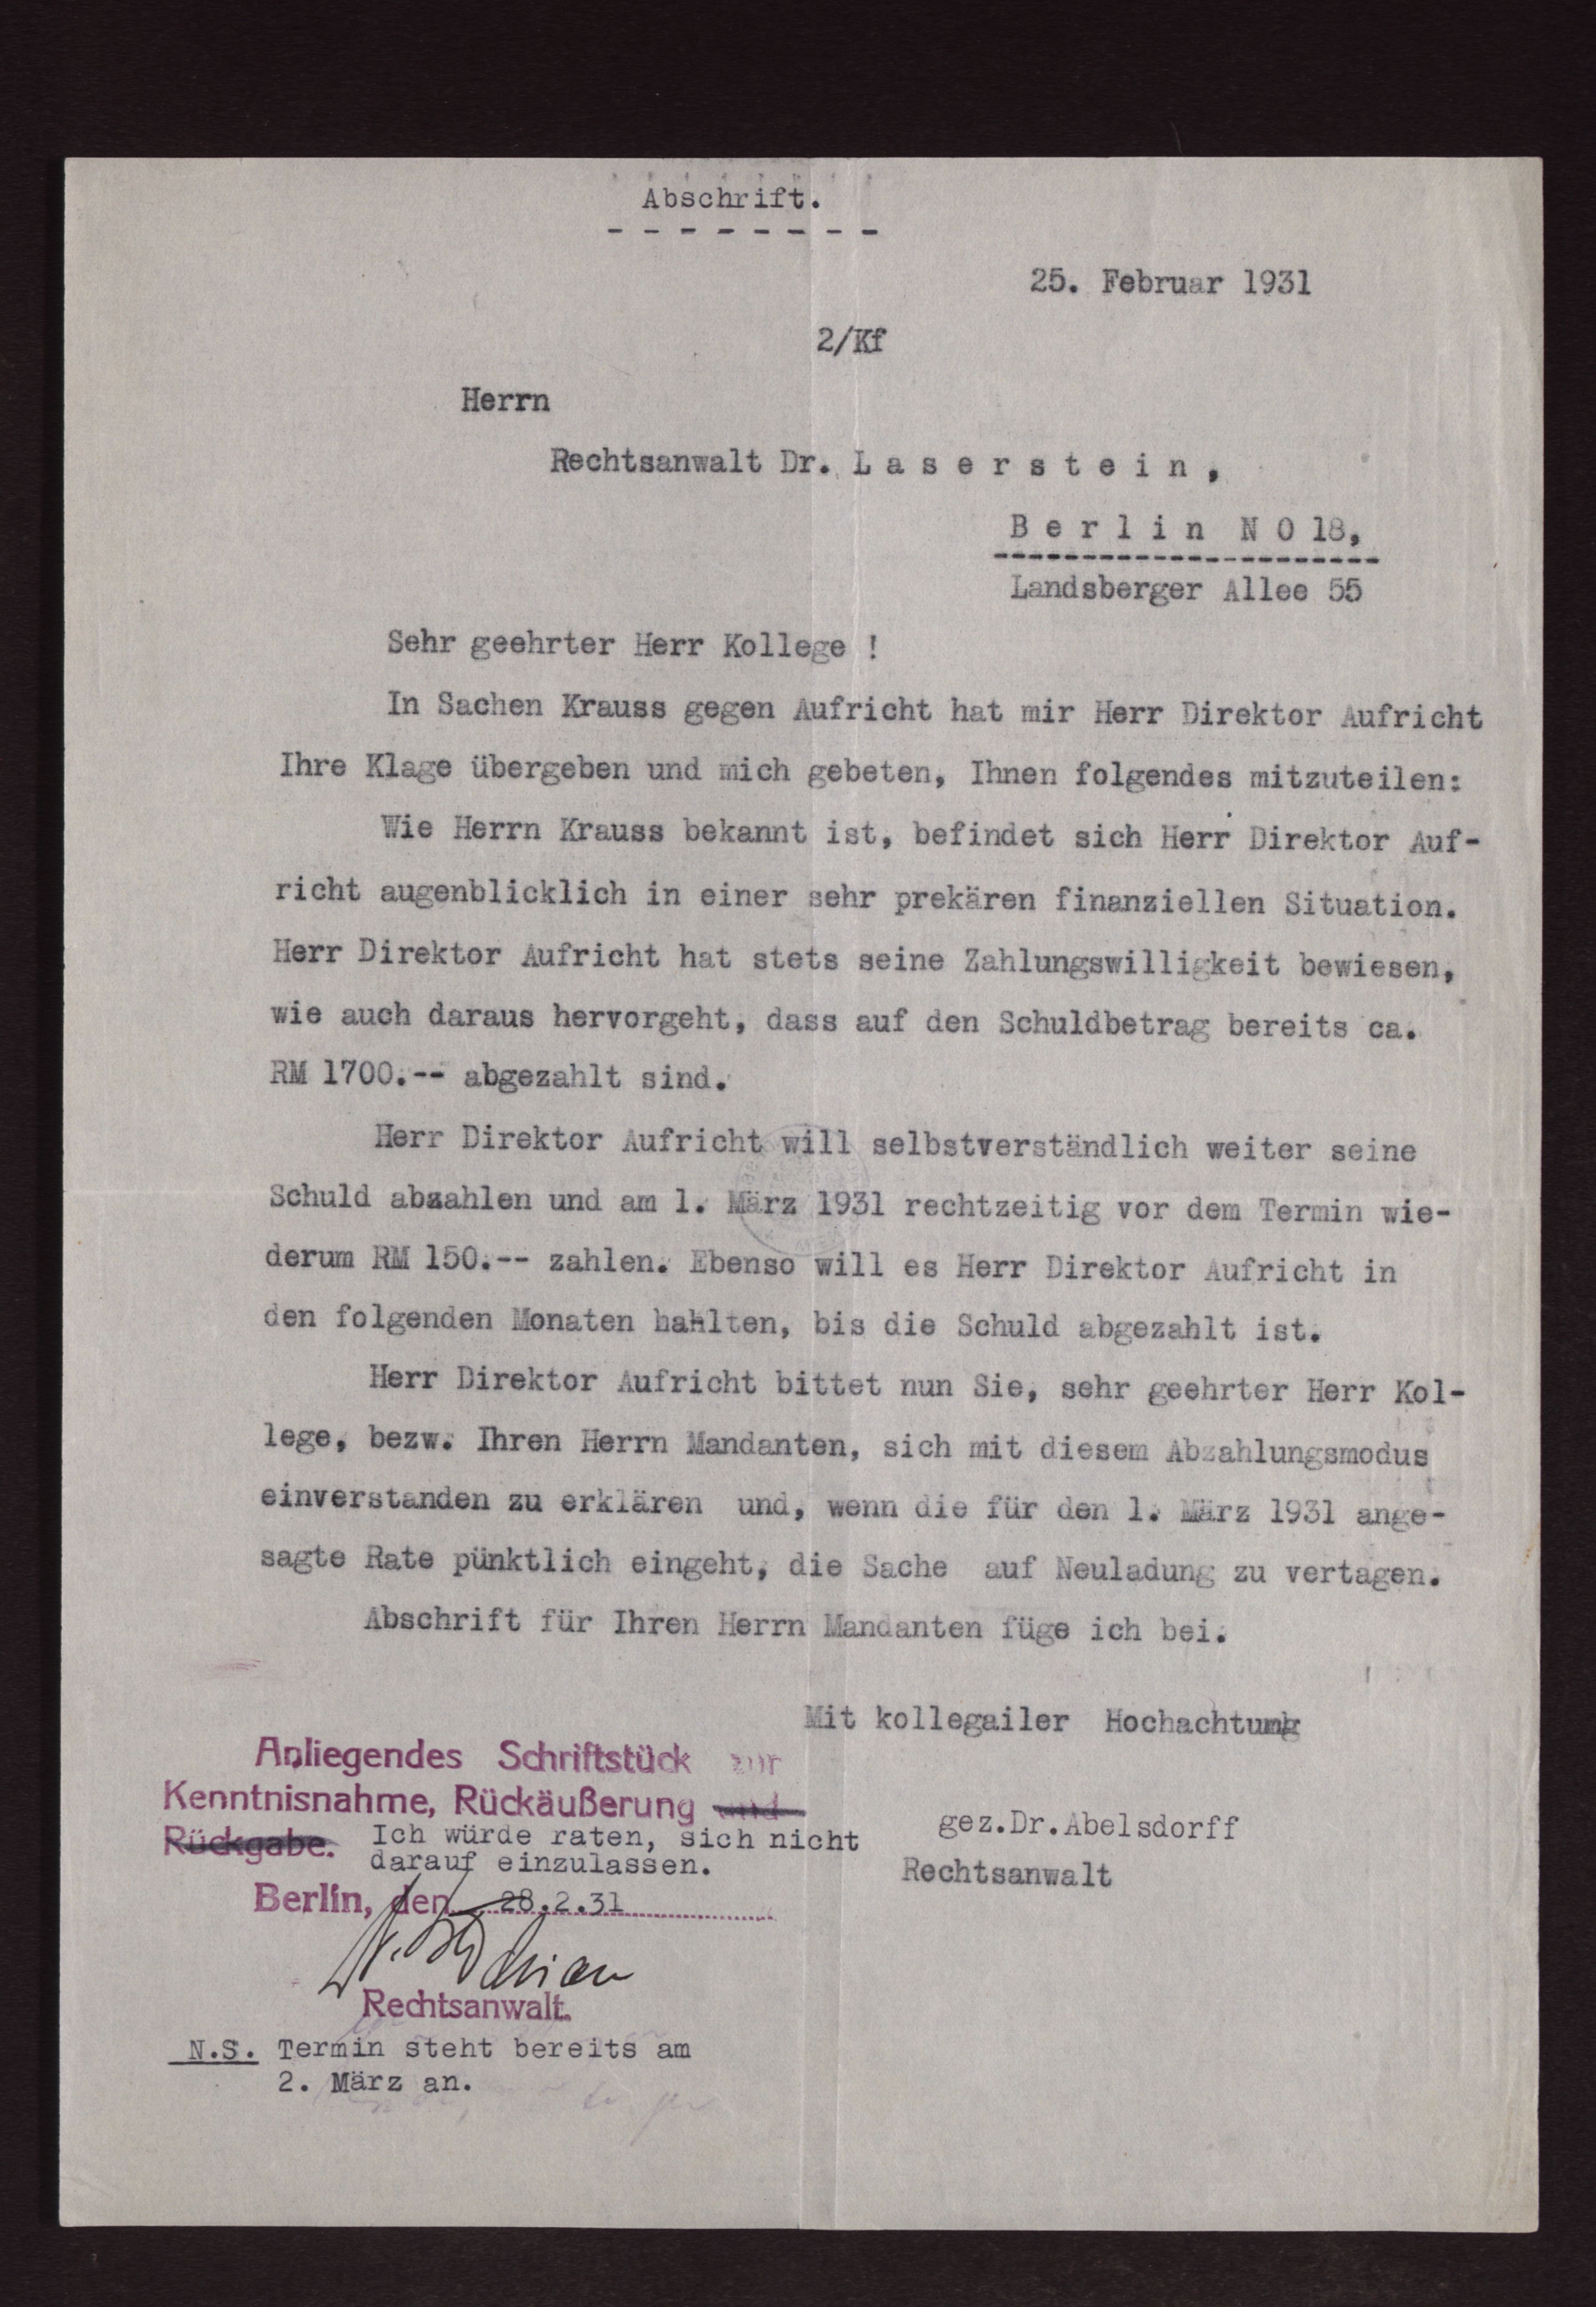 Abschrift.
- - - - - - - -
25. Februar 1931
2/Kf
Herrn
Rechtsanwalt Dr. L a s e r s t e i n ,
B e r l i n  N O 18,
Landsberger Allee 55
Sehr geehrter Herr Kollege !
In Sachen Krauss gegen Aufricht hat mir Herr Direktor Aufricht
Ihre Klage übergeben und mich gebeten, Ihnen folgendes mitzuteilen:
Wie Herrn Krauss bekannt ist, befindet sich Herr Direktor Auf-
richt augenblicklich in einer sehr prekären finanziellen Situation.
Herr Direktor Aufricht hat stets seine Zahlungswilligkeit bewiesen,
wie auch daraus hervorgeht, dass auf den Schuldbetrag bereits ca.
RM 1700.-- abgezahlt sind.
Herr Direktor Aufricht will selbstverständlich weiter seine
Schuld abzahlen und am 1. März 1931 rechtzeitig vor dem Termin wie-
derum RM 150.-- zahlen. Ebenso will es Herr Direktor Aufricht in
den folgenden Monaten hahlten, bis die Schuld abgezahlt ist.
Herr Direktor Aufricht bittet nun Sie, sehr geehrter Herr Kol-
lege, bezw. Ihren Herrn Mandanten, sich mit diesem Abzahlungsmodus
einverstanden zu erklären und, wenn die für den 1. März 1931 ange-
sagte Rate pünktlich eingeht, die Sache auf Neuladung zu vertagen.
Abschrift für Ihren Herrn Mandanten füge ich bei.
Mit kollegailer Hochachtung
Anliegendes Schriftstück zur
Kenntnisnahme, Rückäußerung und
Rückgabe. Ich würde raten, sich nicht
darauf einzulassen.
gez.Dr.Abelsdorff
Rechtsanwalt
Berlin, den 28.2.31
Rechtsanwalt.
N.S. Termin steht bereits am
2. März an.